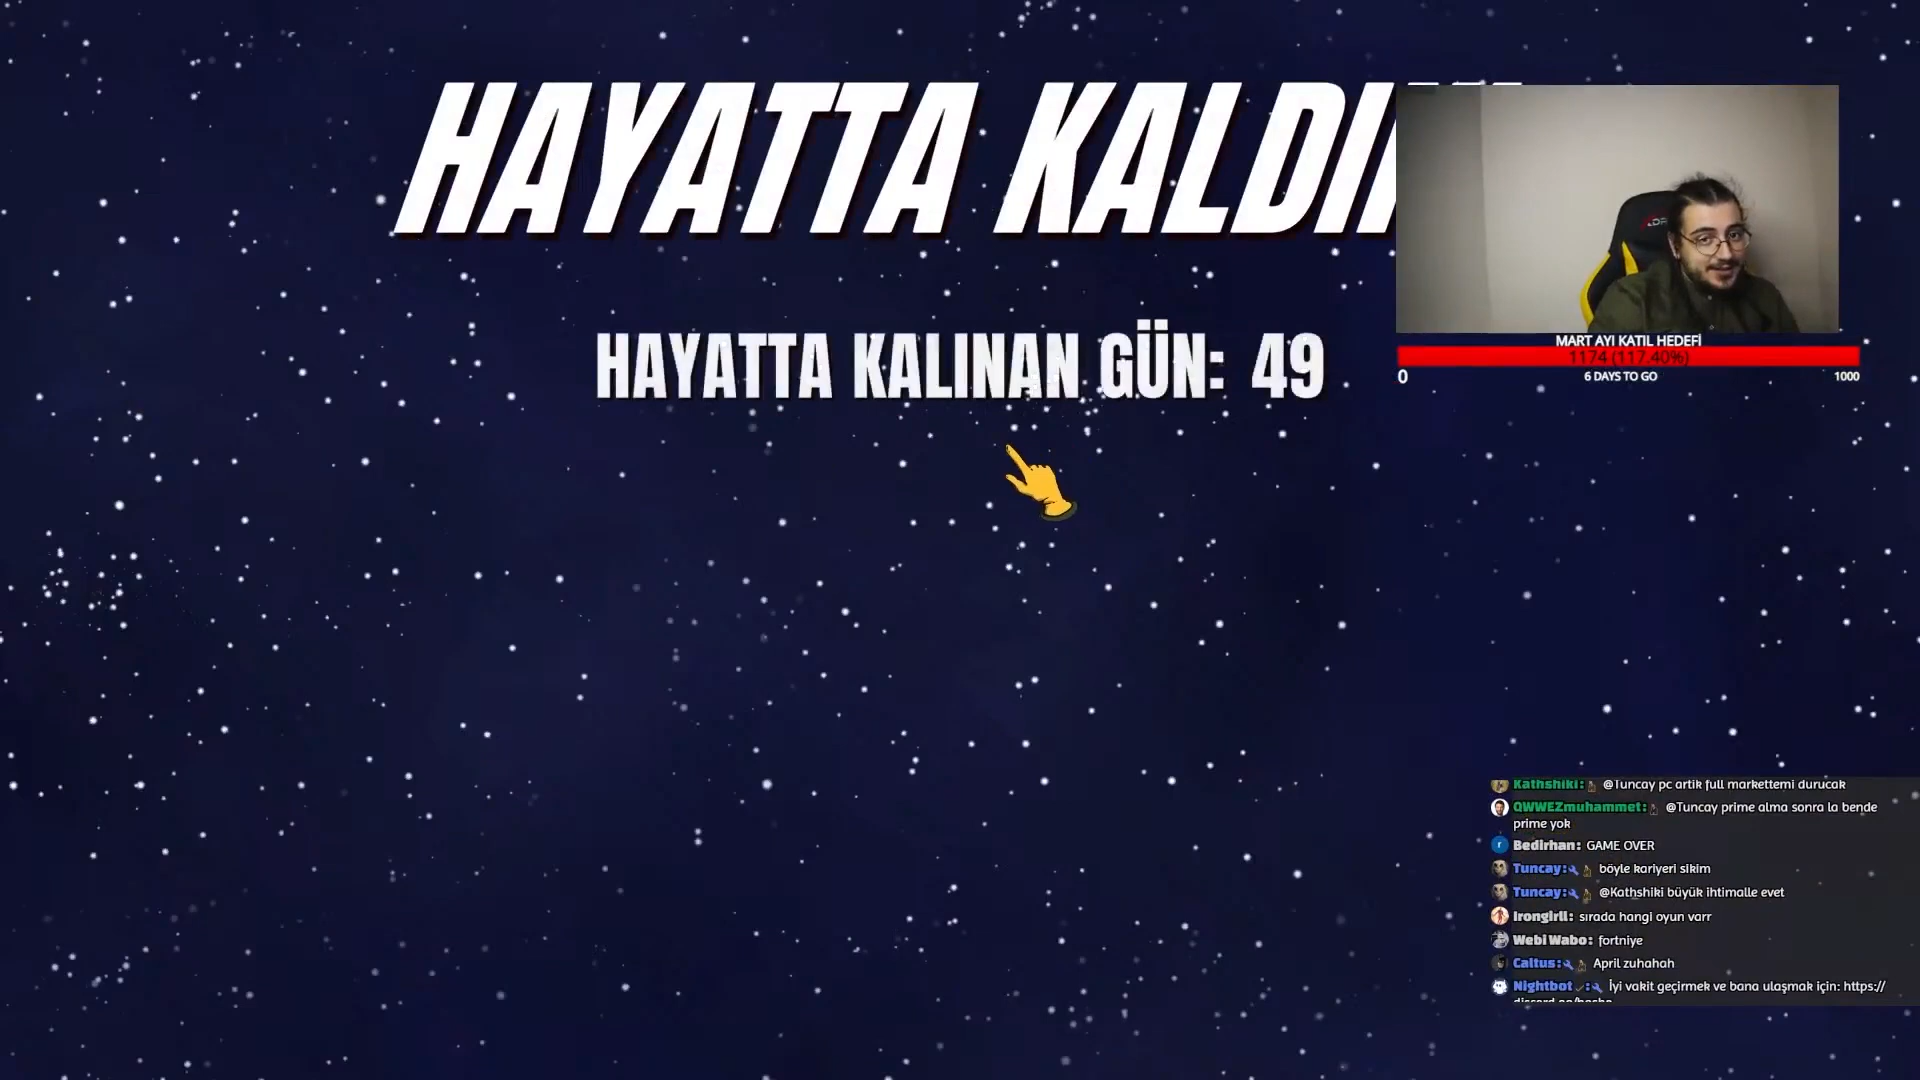 HAYATTA KALDI
HAYATTA KALINAN GÜN: 49
MART AYI KATIL HEDEFİ
1174 (117.40%)
0
6 DAYS TO GO
1000
Kathshiki: @Tuncay pc artik full markettemi durucak
QWWEZmuhammet: @Tuncay prime alma sonra la bende
prime yok
Bedirhan: GAME OVER
Tuncay: böyle kariyeri sikim
Tuncay: @Kathshiki büyük ihtimalle evet
Irongirll: sırada hangi oyun varr
Webi Wabo: fortniye
Caltus: April zuhahah
Nightbot: İyi vakit geçirmek ve bana ulaşmak için: https://